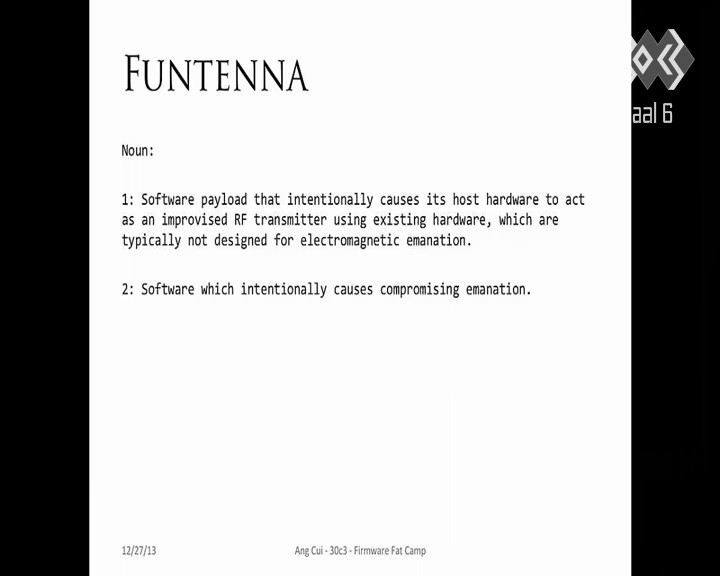 FUNTENNA
Noun:
1: Software payload that intentionally causes its host hardware to act
as an improvised RF transmitter using existing hardware, which are
typically not designed for electromagnetic emanation.
2: Software which intentionally causes compromising emanation.
12/27/13
Ang Cui - 30c3 - Firmware Fat Camp
aal 6